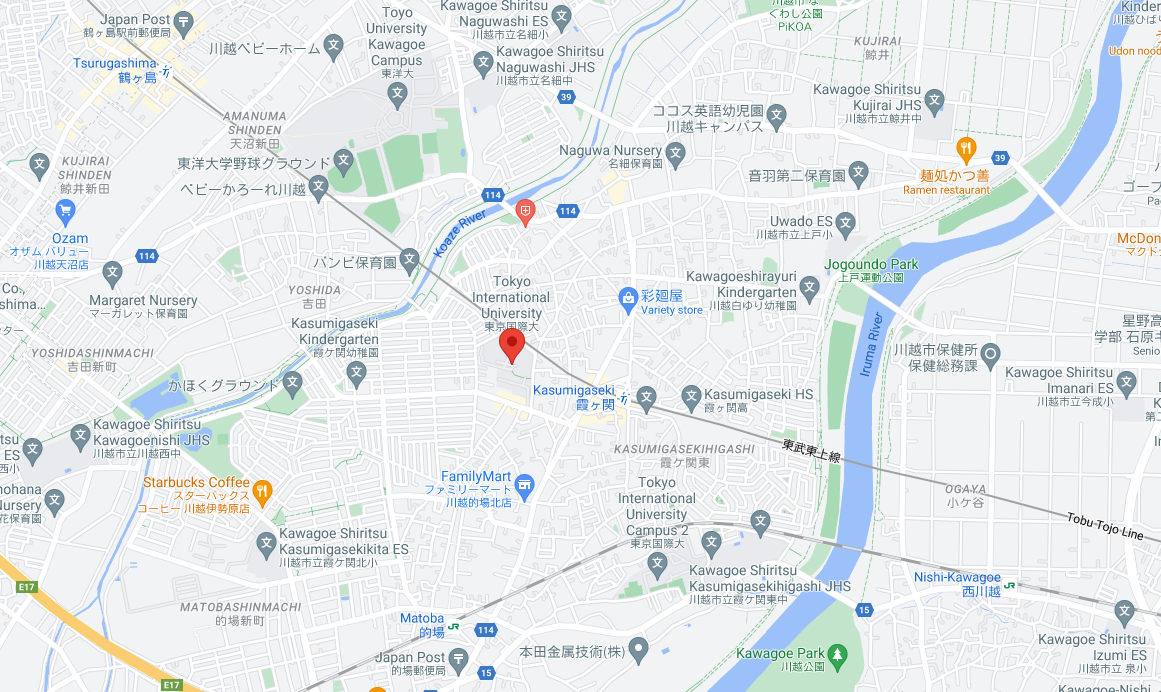 Japan Post
鶴ヶ島駅前郵便局
Tsurugashima
鶴ヶ島
川越ベビーホーム
Toyo
University
Kawagoe
Campus
東洋大
Kawagoe Shiritsu
Naguwashi ES
川越市立名細小
Kawagoe Shiritsu
Naguwashi JHS
川越市立名細中
39
くわし公園
PiKOA
KUJIRAI
鯨井
Kawagoe Shiritsu
Kujirai JHS
川越市立鯨井中
Udon nood
AMANUMA
SHINDEN
天沼新田
ココス英語幼児園
川越キャンパス
Naguwa Nursery
名細保育園
39
麺処かつ善
Ramen restaurant
KUJIRAI
SHINDEN
鯨井新田
東洋大学野球グラウンド
ベビーかろーれ川越
音羽第二保育園
114
114
Koaze River
Uwado ES
川越市立上戸小
Ozam
オザム バリュー
川越天沼店
114
バンビ保育園
McDon
マクド
Jogoundo Park
上戸運動公園
Margaret Nursery
マーガレット保育園
YOSHIDA
吉田
Tokyo
International
University
東京国際大
彩廻屋
Variety store
Kawagoeshirayuri
Kindergarten
川越白ゆり幼稚園
Kasumigaseki
Kindergarten
霞ヶ関幼稚園
Iruma River
星野高
学部 石原キ
Senio
YOSHIDASHINMACHI
吉田新町
川越市保健所
保健総務課
かほくグラウンド
Kawagoe Shiritsu
Imanari ES
川越市立今成小
Kasumigaseki
霞ヶ関
Kasumigaseki HS
霞ヶ関高
Kawagoe Shiritsu
Kawagoenishi JHS
川越市立川越西中
KASUMIGASEKIHIGASHI
霞ケ関東
東武東上線
Starbucks Coffee
スターバックス
コーヒー 川越伊勢原店
FamilyMart
ファミリーマート
川越的場北店
Tokyo
International
University
Campus 2
東京国際大
OGAYA
小ケ谷
Tobu-Tojo Line
Kawagoe Shiritsu
Kasumigasekikita ES
川越市立霞ケ関北小
Kawagoe Shiritsu
Kasumigasekihigashi JHS
川越市立霞ケ関東中
Nishi-Kawagoe
西川越
JR
E17
MATOBASHINMACHI
的場新町
Matoba
的場
JR
114
15
Japan Post
的場郵便局
15
本田金属技術(株)
Kawagoe Park
川越公園
Kawagoe Shiritsu
Izumi ES
川越市立 泉小
E17
Kawagoe-Nishi